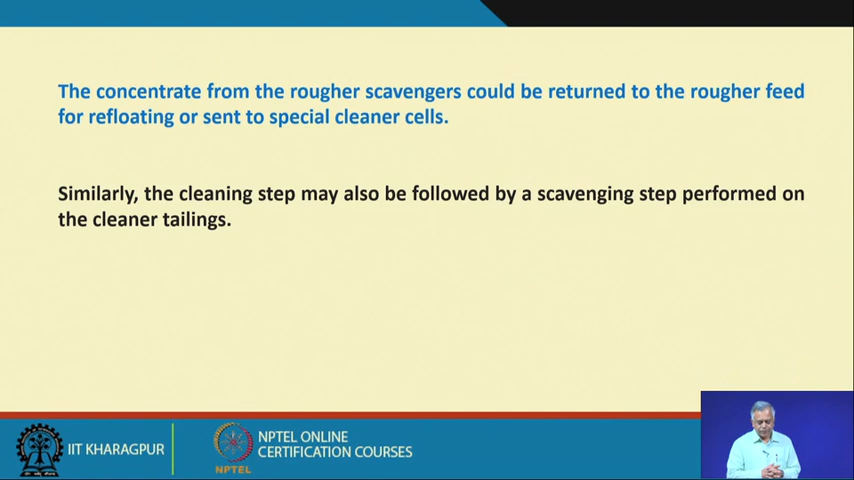 The concentrate from the rougher scavengers could be returned to the rougher feed
for refloating or sent to special cleaner cells.
Similarly, the cleaning step may also be followed by a scavenging step performed on
the cleaner tailings.
IIT KHARAGPUR
NPTEL
NPTEL ONLINE
CERTIFICATION COURSES